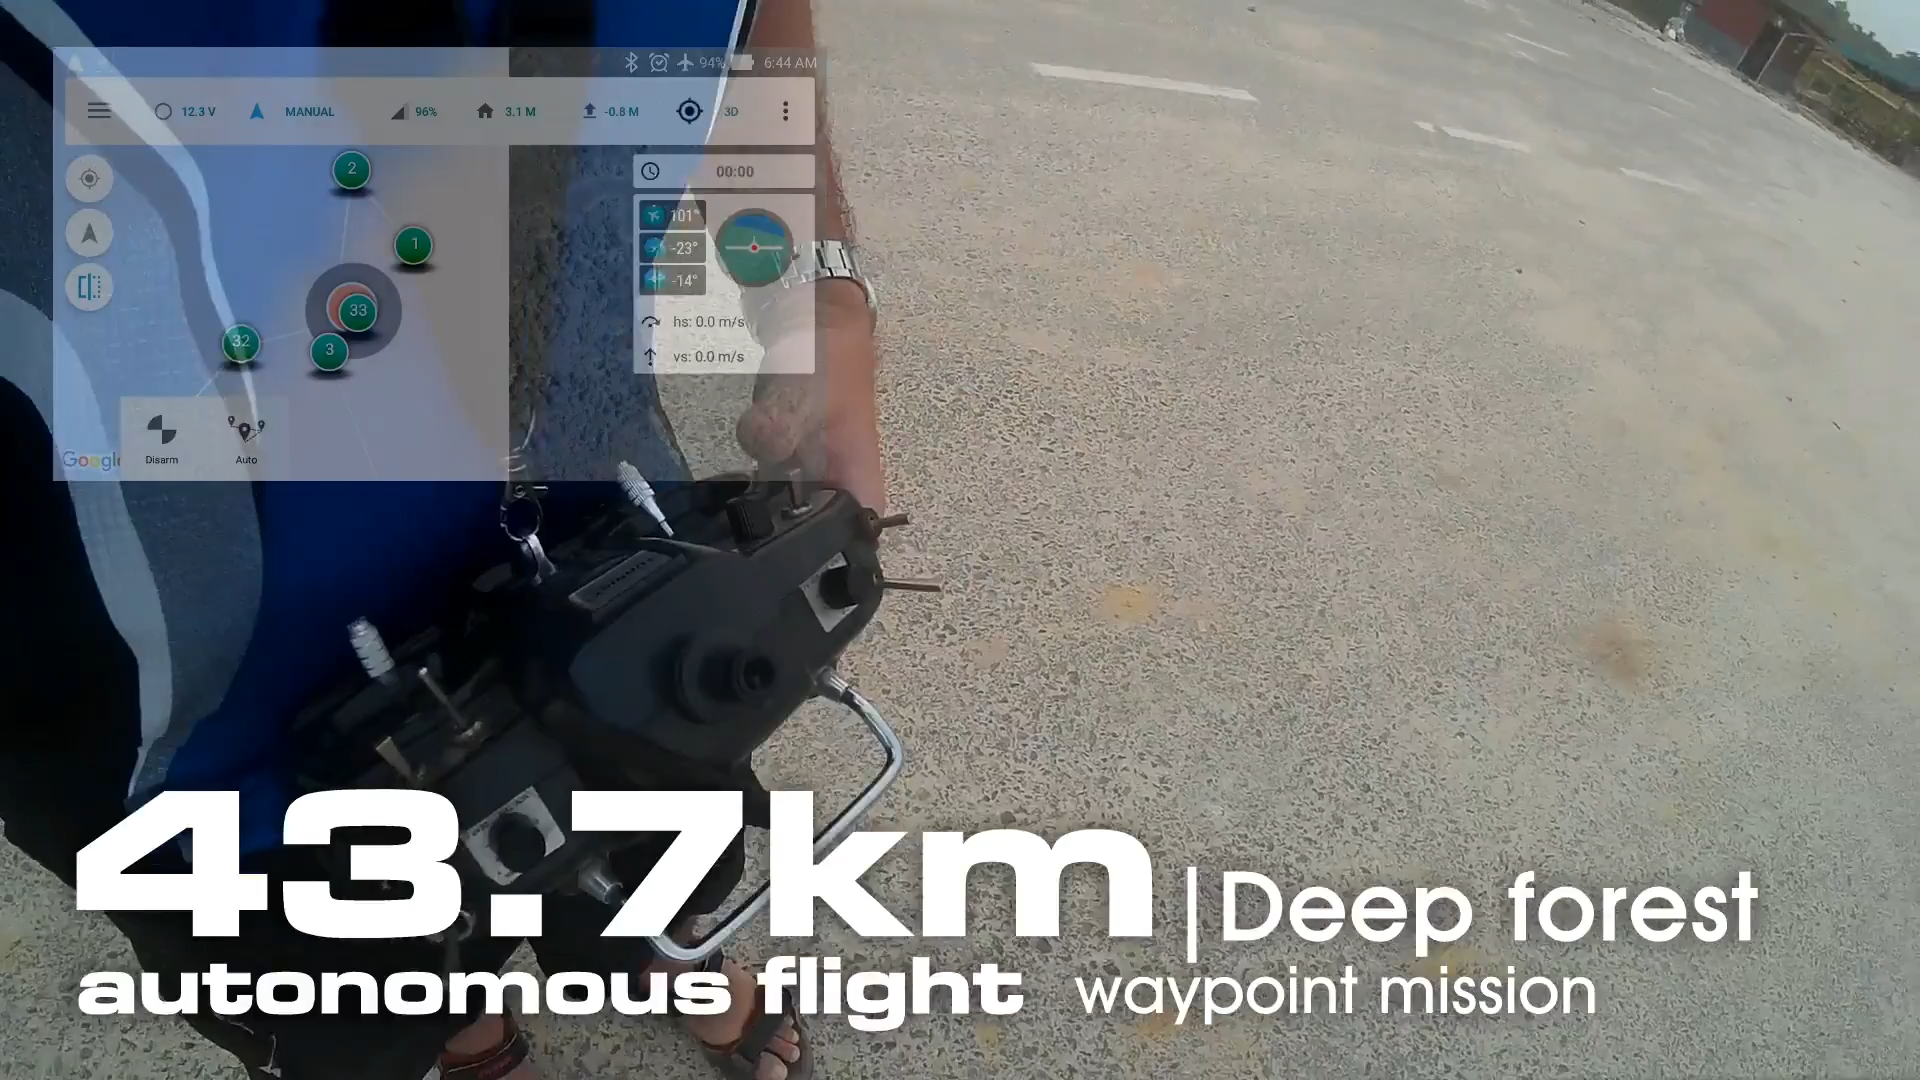 94% 6:44 AM
12.3 V MANUAL 96% 3.1 M -0.8 M 3D
00:00
101°
-23°
-14°
hs: 0.0 m/s
vs: 0.0 m/s
2
1
33
32
3
Disarm Auto
Google
43.7km | Deep forest
autonomous flight waypoint mission